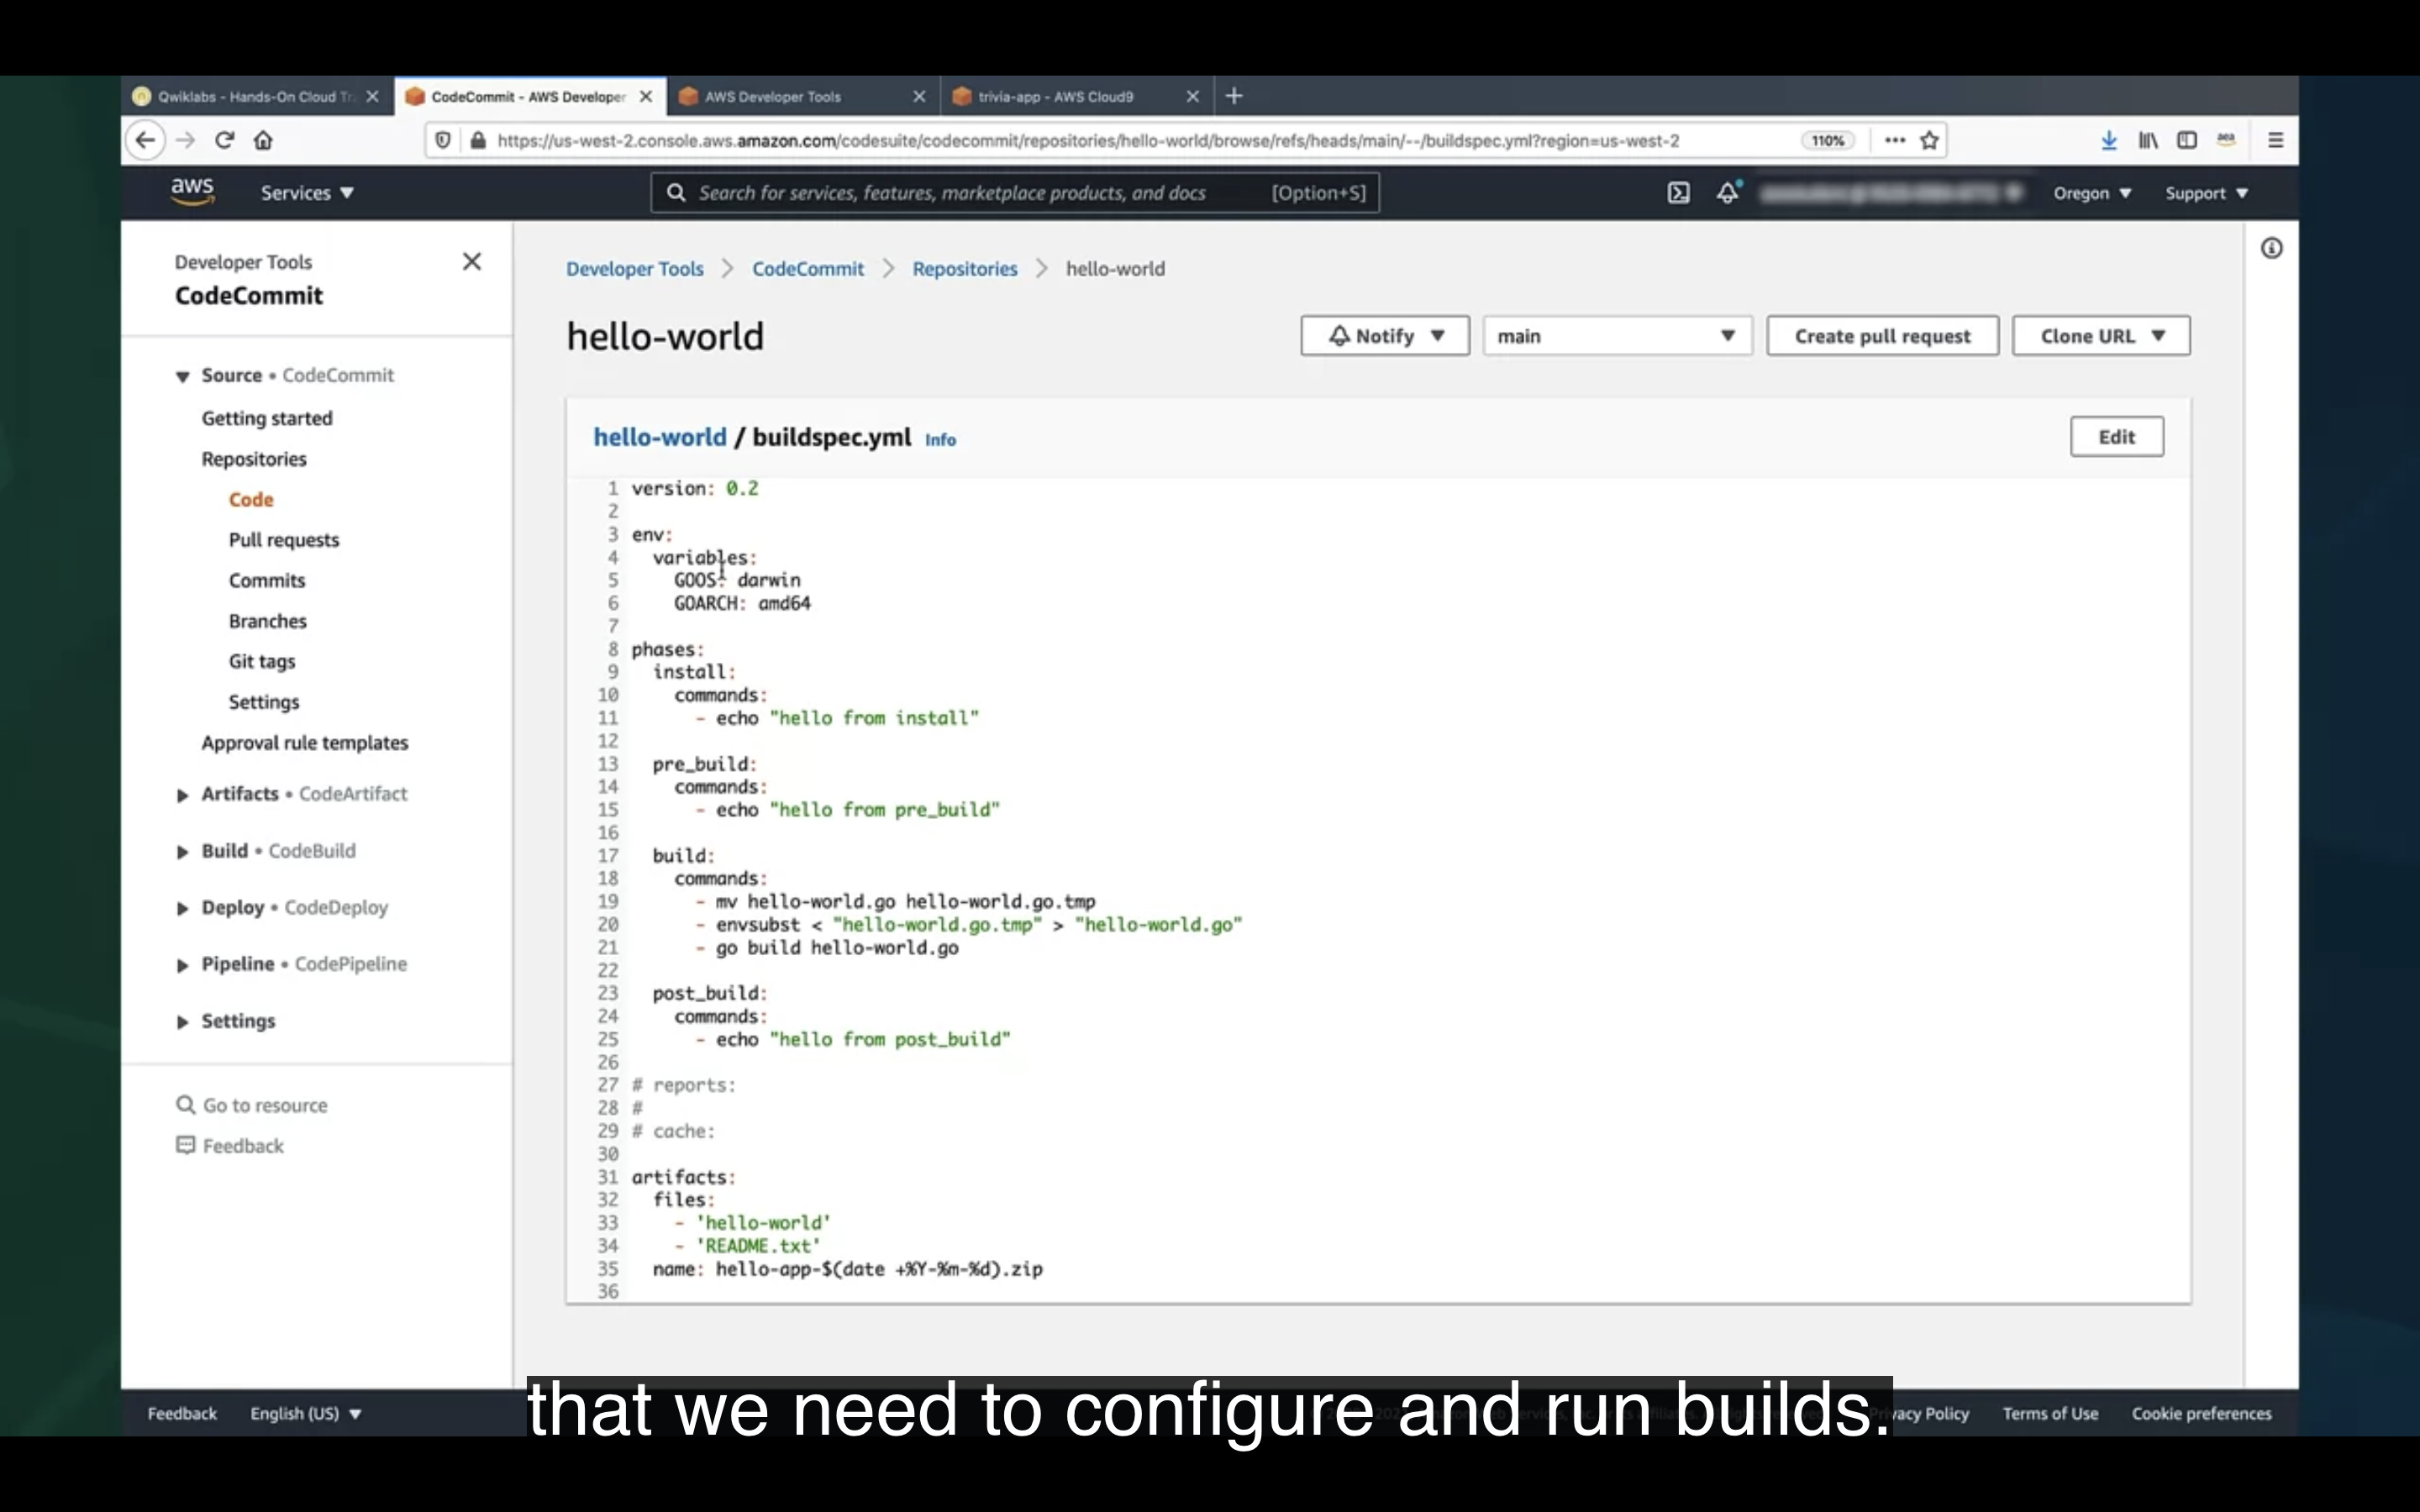 Qwiklabs - Hands-On Cloud Tr
CodeCommit - AWS Developer
AWS Developer Tools
trivia-app - AWS Cloud9
https://us-west-2.console.aws.amazon.com/codesuite/codecommit/repositories/hello-world/browse/refs/heads/main/--/buildspec.yml?region=us-west-2
110%
aws
Services
Search for services, features, marketplace products, and docs
[Option+S]
Oregon
Support
Developer Tools
CodeCommit
Source • CodeCommit
Getting started
Repositories
Code
Pull requests
Commits
Branches
Git tags
Settings
Approval rule templates
Artifacts • CodeArtifact
Build • CodeBuild
Deploy • CodeDeploy
Pipeline • CodePipeline
Settings
Go to resource
Feedback
Developer Tools > CodeCommit > Repositories > hello-world
hello-world
Notify
main
Create pull request
Clone URL
hello-world / buildspec.yml Info
Edit
1 version: 0.2
2
3 env:
4   variables:
5     GOOS: darwin
6     GOARCH: amd64
7
8 phases:
9   install:
10     commands:
11       - echo "hello from install"
12
13   pre_build:
14     commands:
15       - echo "hello from pre_build"
16
17   build:
18     commands:
19       - mv hello-world.go hello-world.go.tmp
20       - envsubst < "hello-world.go.tmp" > "hello-world.go"
21       - go build hello-world.go
22
23   post_build:
24     commands:
25       - echo "hello from post_build"
26
27 # reports:
28 #
29 # cache:
30
31 artifacts:
32   files:
33     - 'hello-world'
34     - 'README.txt'
35   name: hello-app-$(date +%Y-%m-%d).zip
36
that we need to configure and run builds.
Feedback
English (US)
vacy Policy
Terms of Use
Cookie preferences